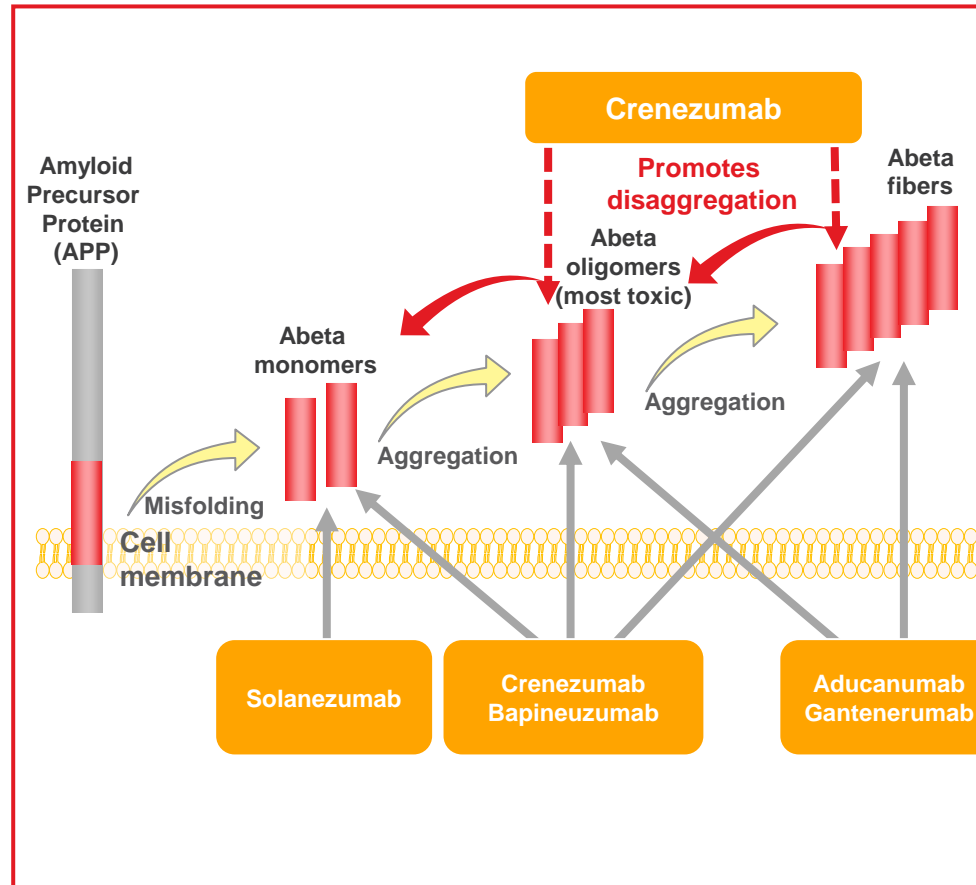 Crenezumab
Amyloid
Precursor
Protein
(APP)
Promotes
disaggregation
Abeta
fibers
Abeta
oligomers
(most toxic)
Abeta
monomers
Aggregation
Aggregation
Misfolding
Cell
membrane
Solanezumab
Crenezumab
Bapineuzumab
Aducanumab
Gantenerumab